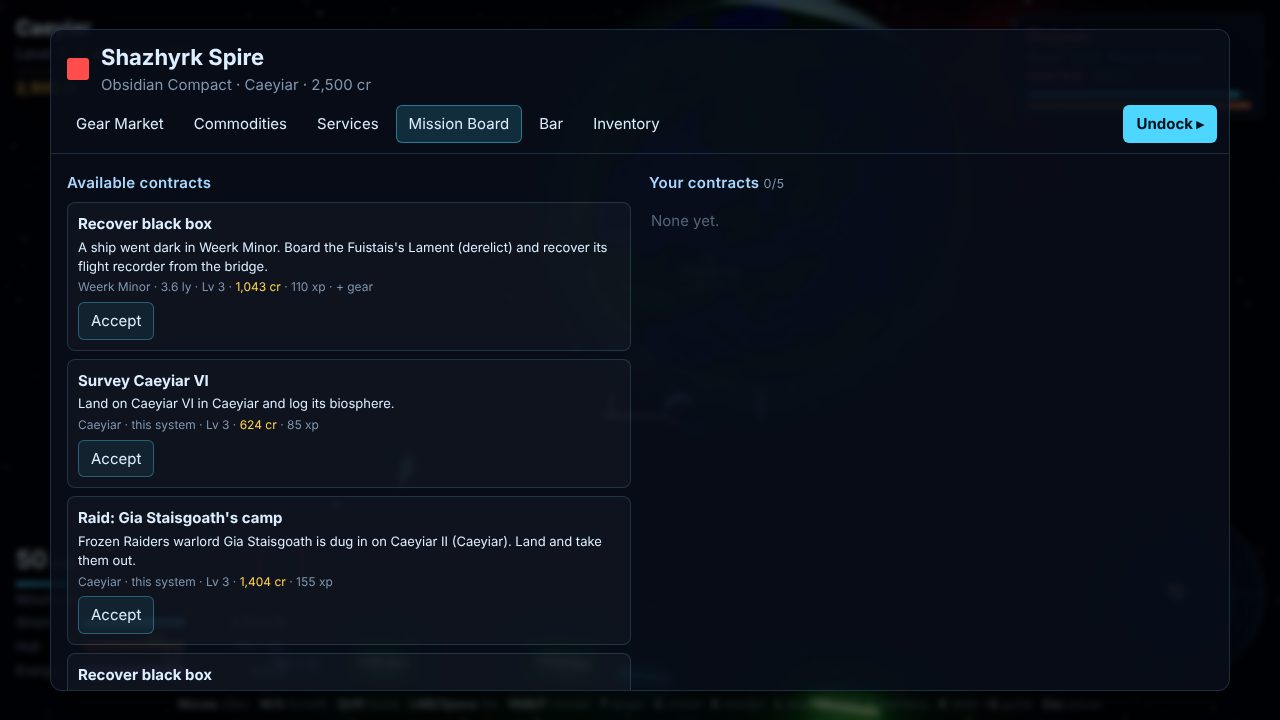 Shazhyrk Spire
Obsidian Compact · Caeyiar · 2,500 cr
Gear Market Commodities Services Mission Board Bar Inventory Undock ▸
Available contracts
Recover black box
A ship went dark in Weerk Minor. Board the Fuistais's Lament (derelict) and recover its
flight recorder from the bridge.
Weerk Minor · 3.6 ly · Lv 3 · 1,043 cr · 110 xp · + gear
Accept
Survey Caeyiar VI
Land on Caeyiar VI in Caeyiar and log its biosphere.
Caeyiar · this system · Lv 3 · 624 cr · 85 xp
Accept
Raid: Gia Staisgoath's camp
Frozen Raiders warlord Gia Staisgoath is dug in on Caeyiar II (Caeyiar). Land and take
them out.
Caeyiar · this system · Lv 3 · 1,404 cr · 155 xp
Accept
Recover black box
Your contracts 0/5
None yet.